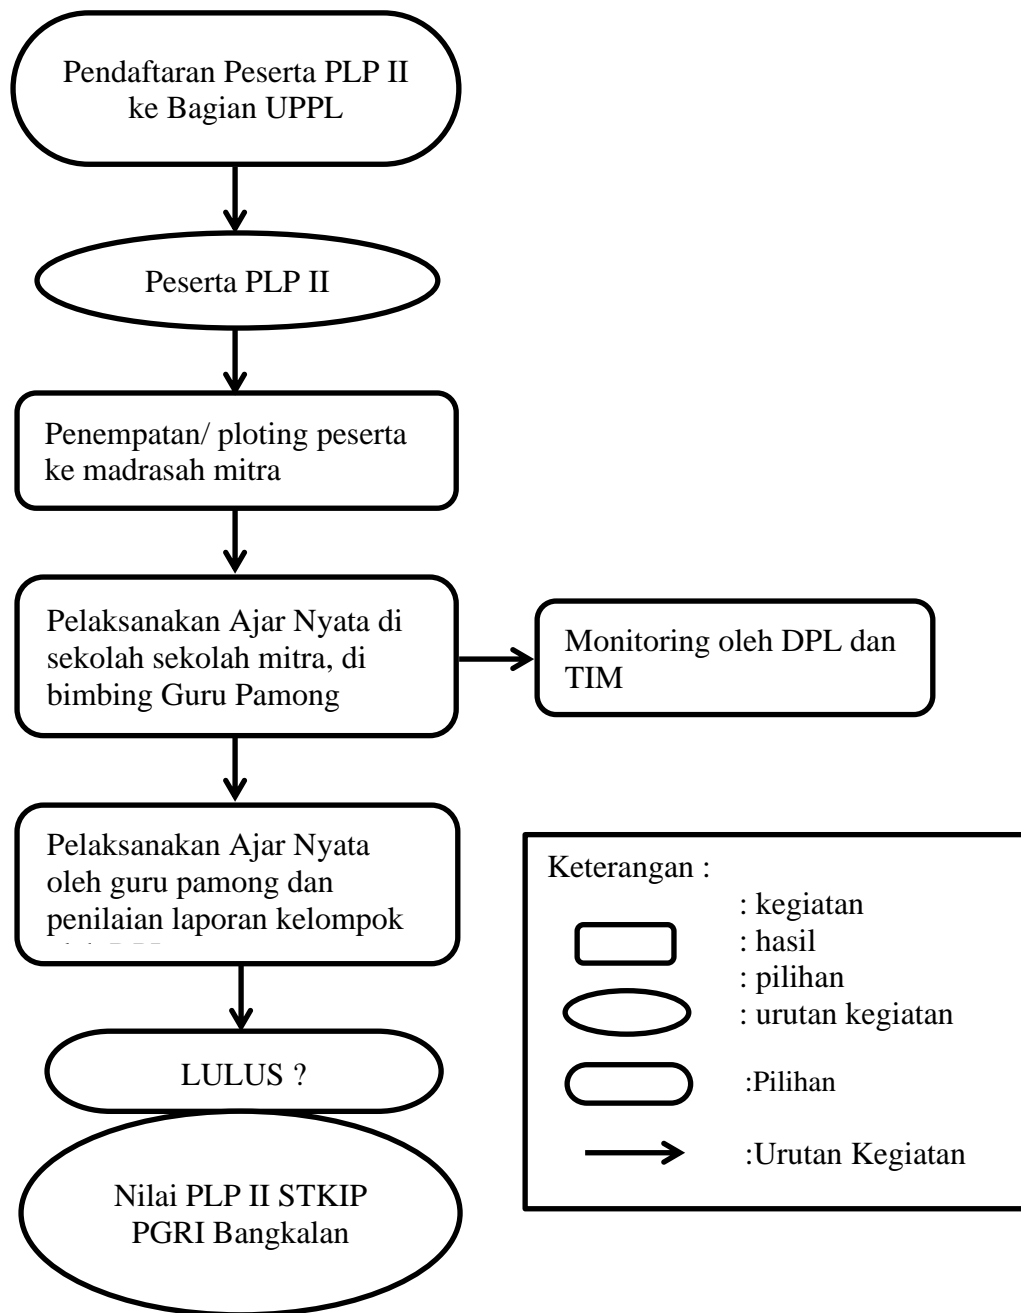 Pendaftaran Peserta PLP II
ke Bagian UPPL
Peserta PLP II
Penempatan/ ploting peserta
ke madrasah mitra
Pelaksanakan Ajar Nyata di
sekolah sekolah mitra, di
bimbing Guru Pamong
Monitoring oleh DPL dan
TIM
Pelaksanakan Ajar Nyata
oleh guru pamong dan
penilaian laporan kelompok
LULUS ?
Nilai PLP II STKIP
PGRI Bangkalan
Keterangan :
: kegiatan
: hasil
: pilihan
: urutan kegiatan
:Pilihan
:Urutan Kegiatan